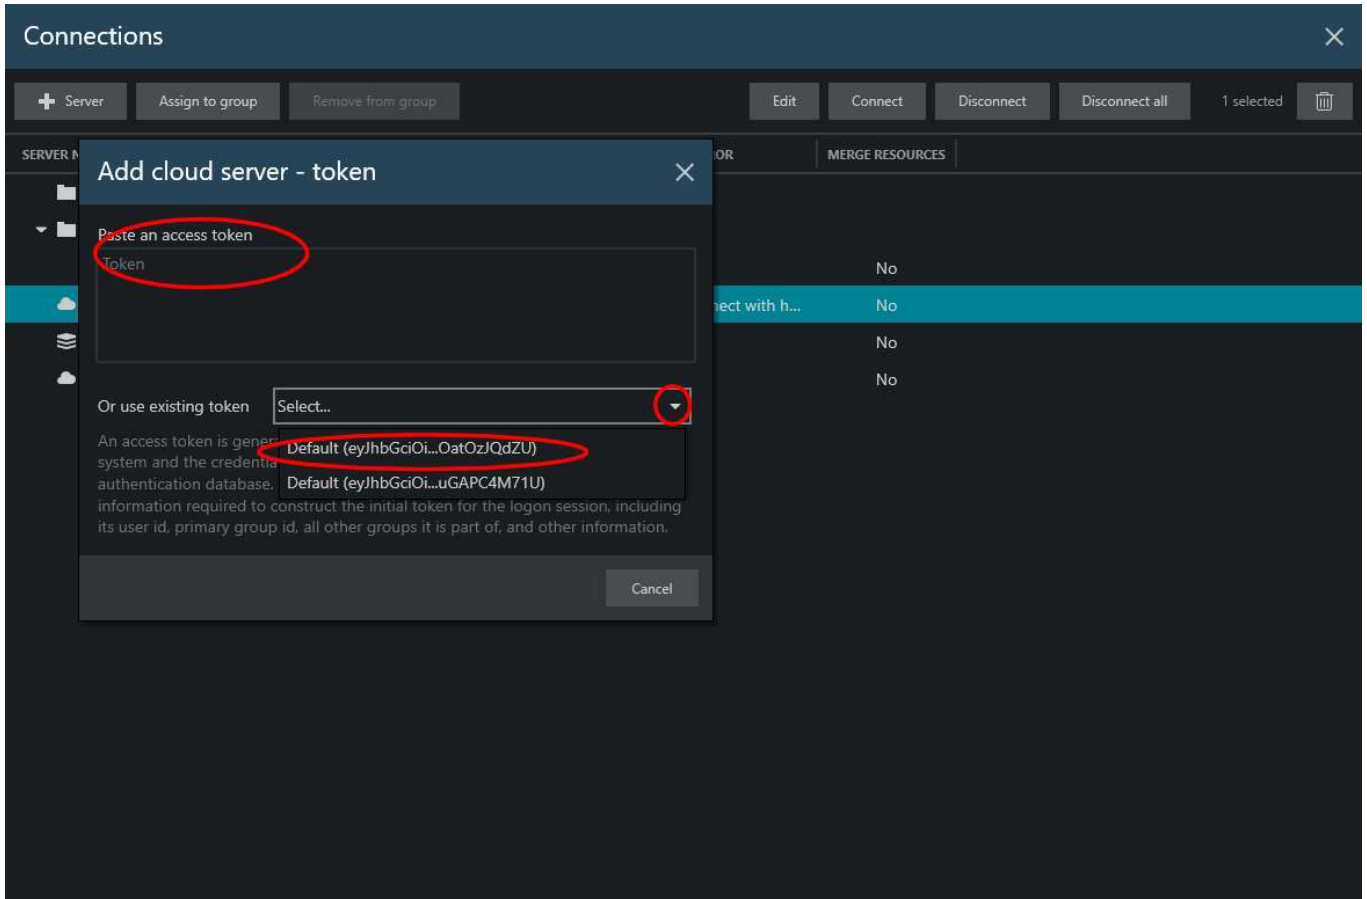 Connections
Server
Assign to group
Remove from group
Edit
Connect
Disconnect
Disconnect all
1 selected
SERVER
MERGE RESOURCES
Add cloud server - token
Paste an access token
Token
No
with No
No
No
Or use existing token
Select...
An access token is
Default (eyJhbGciOi...OatOzJQdZU)
system and the
Default (eyJhbGciOi...uGAPC4M71U)
authentication database.
information required to construct the initial token for the logon session, including
its user id, primary group id, all other groups it is part of, and other information.
Cancel